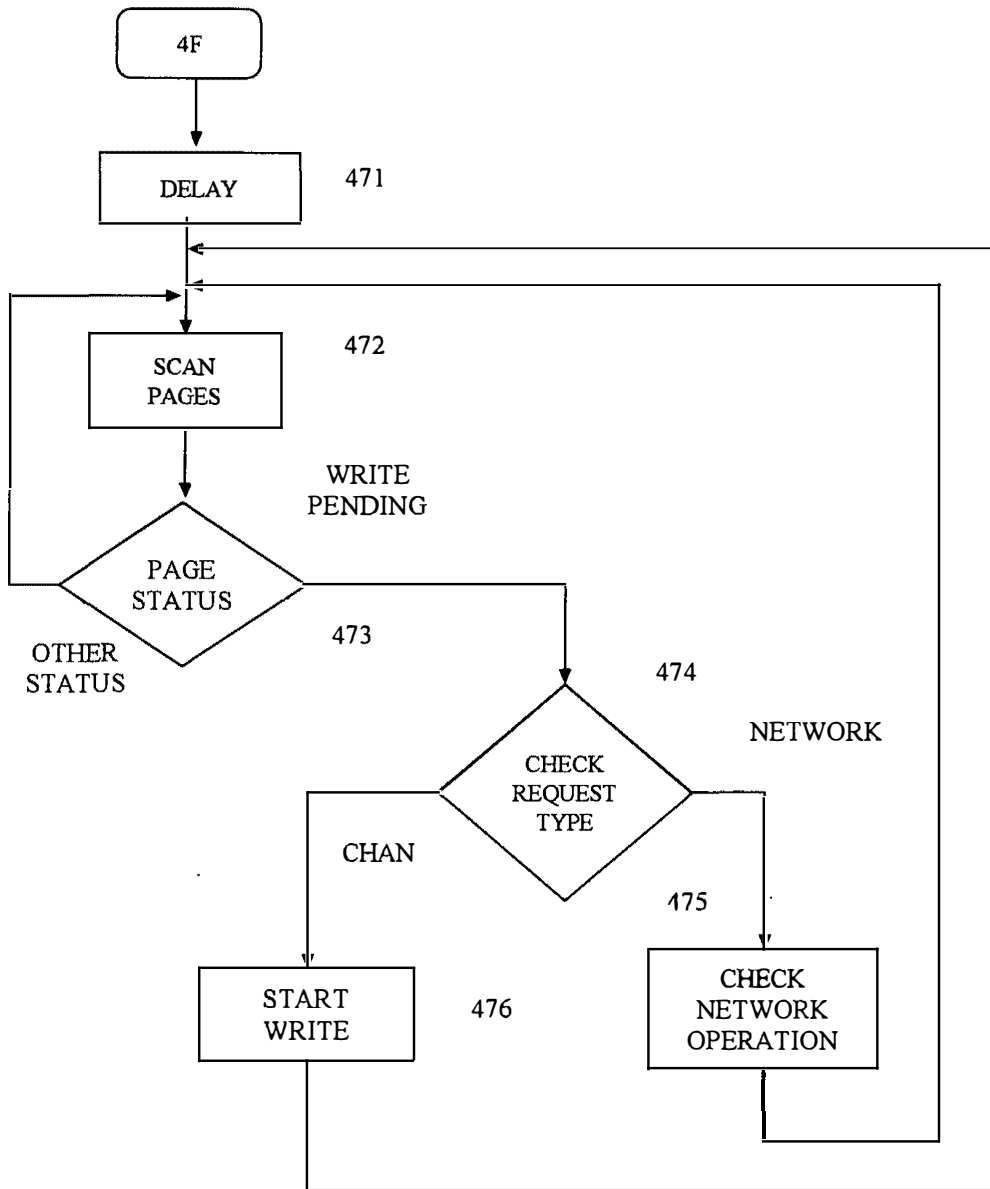 4F
DELAY
471
472
SCAN
PAGES
WRITE
PENDING
PAGE
STATUS
473
OTHER
STATUS
474
NETWORK
CHECK
REQUEST
TYPE
CHAN
475
START
WRITE
476
CHECK
NETWORK
OPERATION